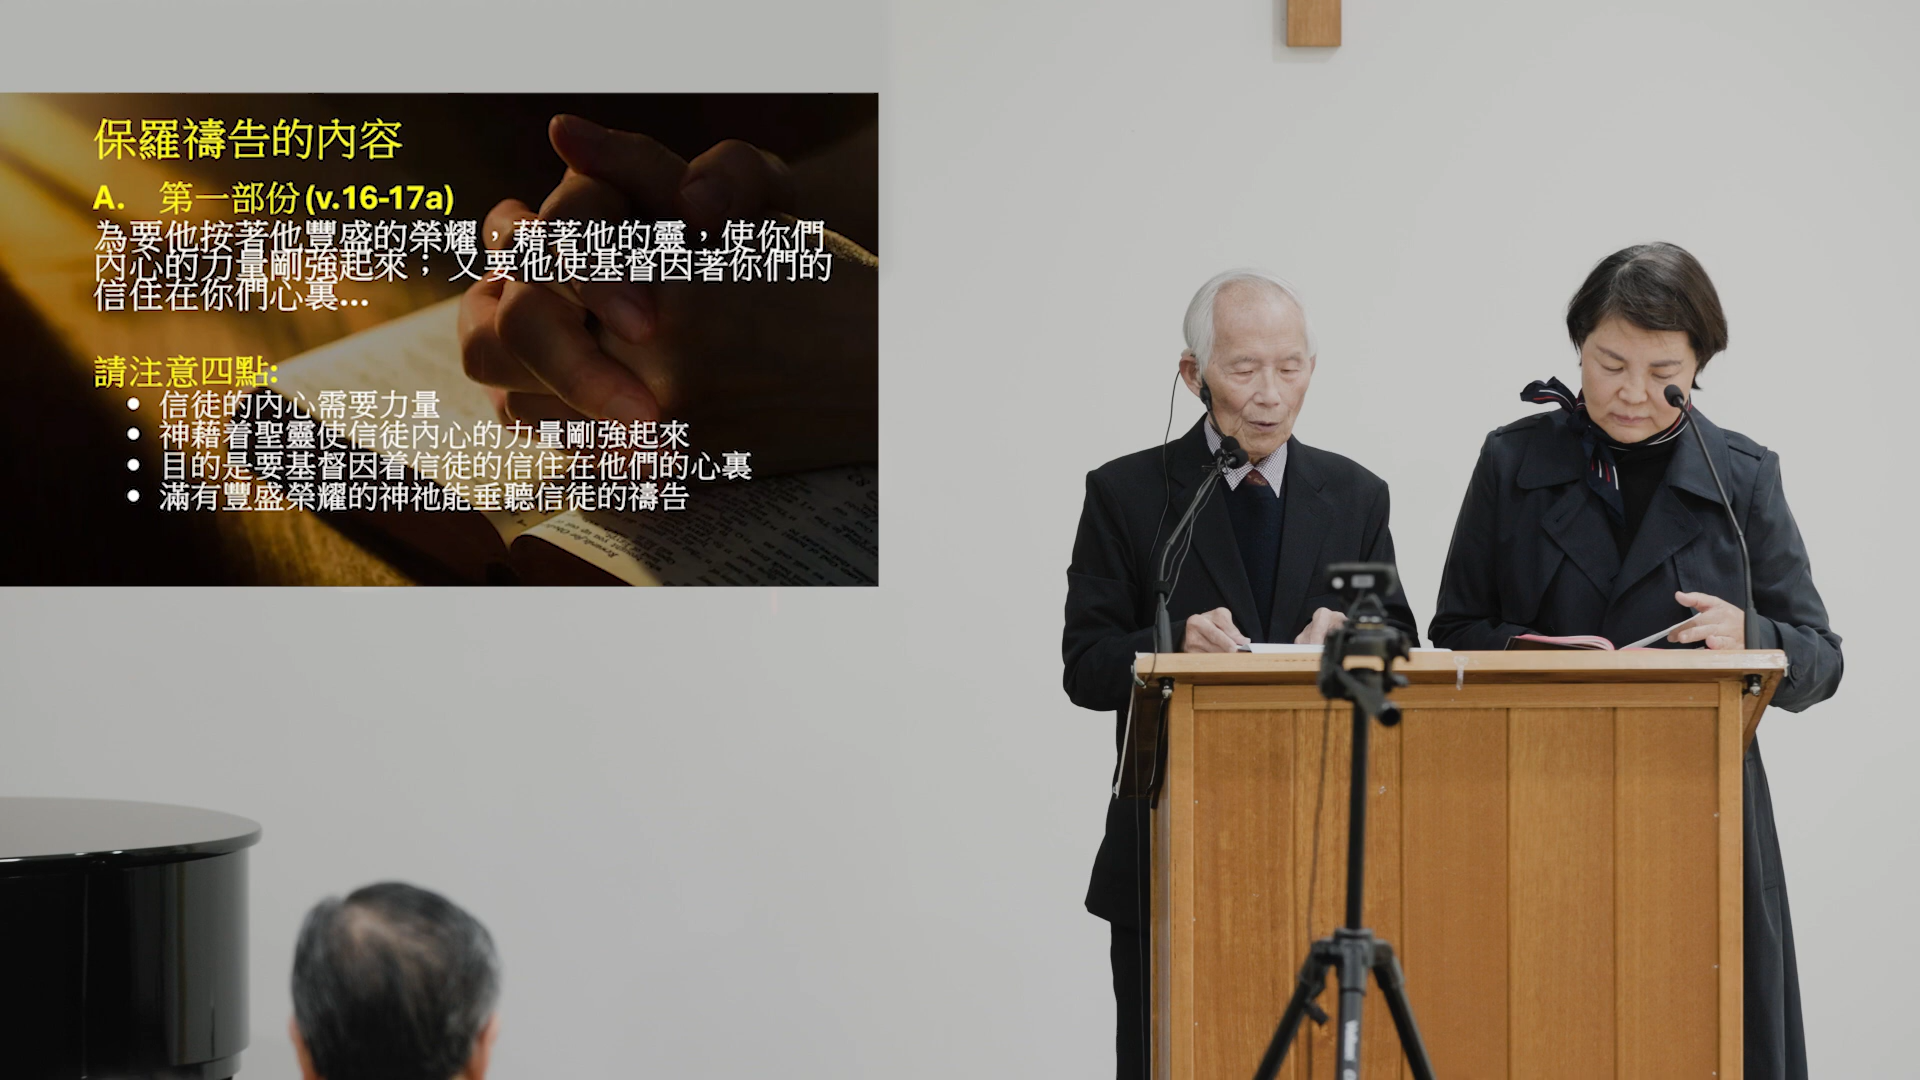 保羅禱告的內容
A. 第一部份 (v.16-17a)
為要他按著他豐盛的榮耀，藉著他的靈，使你們
內心的力量剛強起來； 又要他使基督因著你們的
信住在你們心裏...
請注意四點:
• 信徒的內心需要力量
• 神藉着聖靈使信徒內心的力量剛強起來
• 目的是要基督因着信徒的信住在他們的心裏
• 滿有豐盛榮耀的神祂能垂聽信徒的禱告